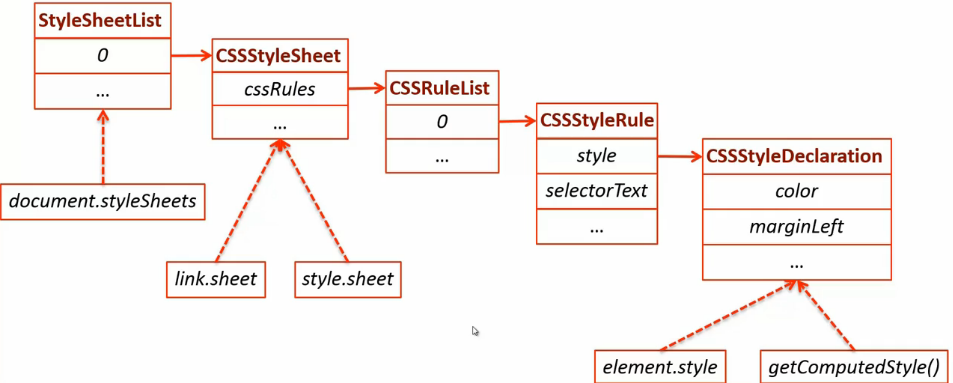 StyleSheetList
0
...
document.styleSheets
CSSStyleSheet
cssRules
...
link.sheet
style.sheet
CSSRuleList
0
...
CSSStyleRule
style
selectorText
...
CSSStyleDeclaration
color
marginLeft
...
element.style
getComputedStyle()